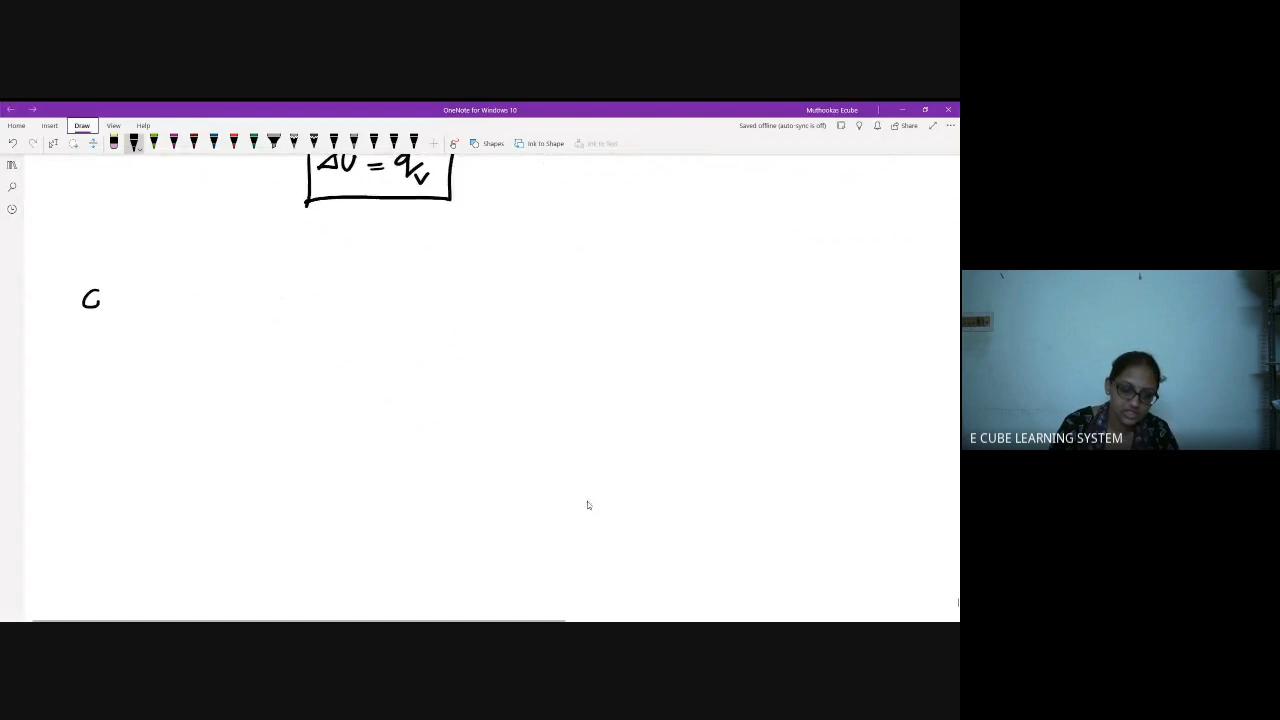 OneNote for Windows 10
Muthookas Ecube
Home Insert Draw View Help
Saved offline (auto-sync is off)
Share
Shapes
Ink to Shape
Ink to Text
ΔU = qᵥ
C
E CUBE LEARNING SYSTEM